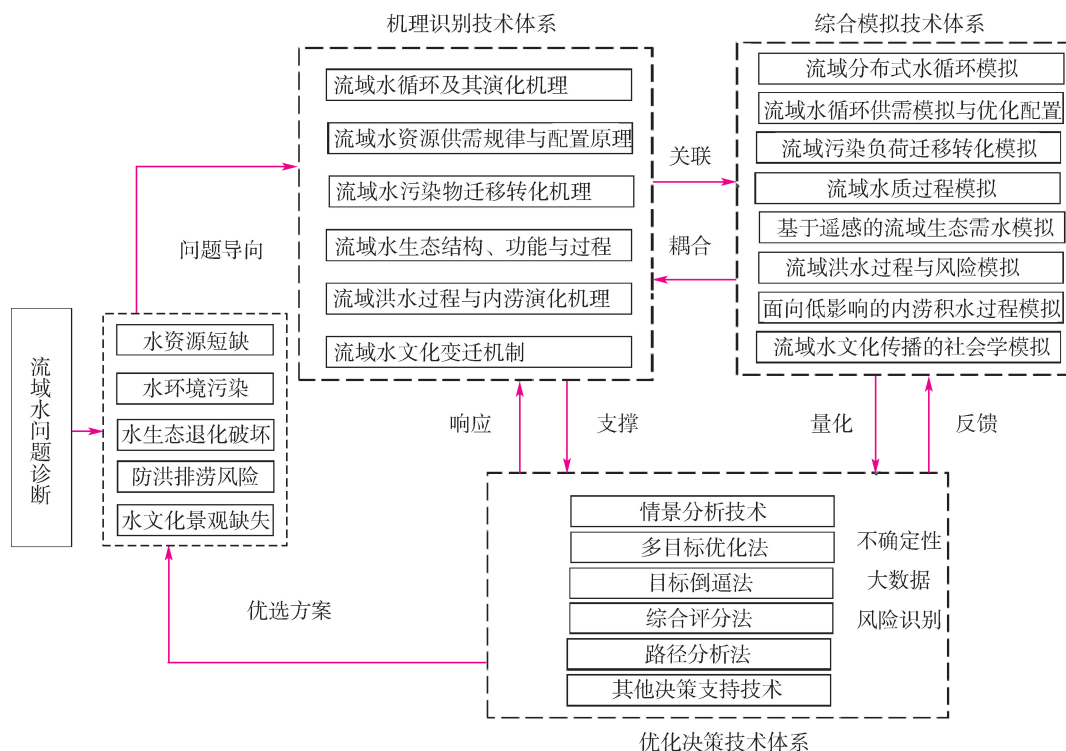 机理识别技术体系
流域水循环及其演化机理
流域水资源供需规律与配置原理
流域水污染物迁移转化机理
流域水生态结构、功能与过程
流域洪水过程与内涝演化机理
流域水文化变迁机制
综合模拟技术体系
流域分布式水循环模拟
流域水循环供需模拟与优化配置
流域污染负荷迁移转化模拟
流域水质过程模拟
基于遥感的流域生态需水模拟
流域洪水过程与风险模拟
面向低影响的内涝积水过程模拟
流域水文化传播的社会学模拟
关联
耦合
问题导向
流域水问题诊断
水资源短缺
水环境污染
水生态退化破坏
防洪排涝风险
水文化景观缺失
响应
支撑
量化
反馈
优选方案
情景分析技术
多目标优化法
目标倒逼法
综合评分法
路径分析法
其他决策支持技术
不确定性
大数据
风险识别
优化决策技术体系